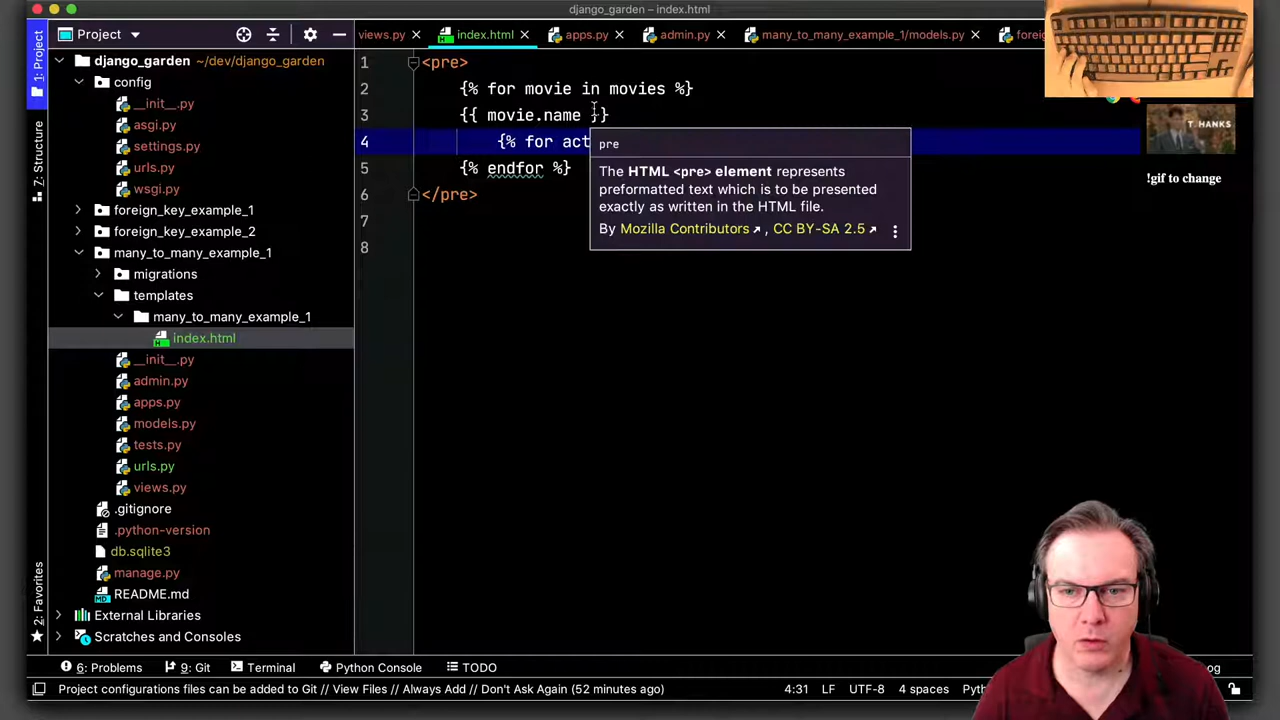 django_garden – index.html
Project
views.py
index.html
apps.py
admin.py
many_to_many_example_1/models.py
1: Project
7: Structure
2: Favorites
django_garden ~/dev/django_garden
config
__init__.py
asgi.py
settings.py
urls.py
wsgi.py
foreign_key_example_1
foreign_key_example_2
many_to_many_example_1
migrations
templates
many_to_many_example_1
index.html
__init__.py
admin.py
apps.py
models.py
tests.py
urls.py
views.py
.gitignore
.python-version
db.sqlite3
manage.py
README.md
External Libraries
Scratches and Consoles
1 <pre>
2 {% for movie in movies %}
3 {{ movie.name }}
4 {% for act
5 {% endfor %}
6 </pre>
7
8
pre
The HTML <pre> element represents
preformatted text which is to be presented
exactly as written in the HTML file.
By Mozilla Contributors ↗ , CC BY-SA 2.5 ↗
T. HANKS
!gif to change
6: Problems
9: Git
Terminal
Python Console
TODO
Project configurations files can be added to Git // View Files // Always Add // Don't Ask Again (52 minutes ago)
4:31
LF
UTF-8
4 spaces